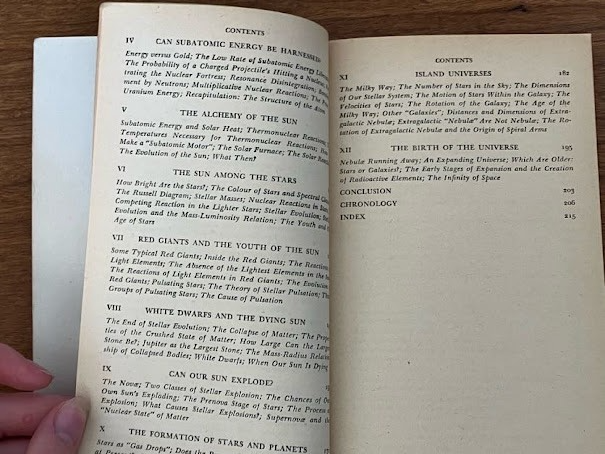 CONTENTS
IV CAN SUBATOMIC ENERGY BE HARNESSED?
Energy versus Gold; The Low Rate of Subatomic Energy
The Probability of a Charged Projectile's Hitting a Nucleus;
trating the Nuclear Fortress; Resonance Disintegration;
ment by Neutrons; Multiplicative Nuclear Reactions; The
Uranium Energy; Recapitulation: The Structure of the
V THE ALCHEMY OF THE SUN
Subatomic Energy and Solar Heat; Thermonuclear Reactions;
Temperatures Necessary for Thermonuclear Reactions;
Make a "Subatomic Motor"; The Solar Furnace; The Solar
The Evolution of the Sun; What Then?
VI THE SUN AMONG THE STARS
How Bright Are the Stars?; The Colour of Stars and Spectral
The Russell Diagram; Stellar Masses; Nuclear Reactions in
Competing Reaction in the Lighter Stars; Stellar Evolution;
Evolution and the Mass-Luminosity Relation; The Youth and
Age of Stars
VII RED GIANTS AND THE YOUTH OF THE SUN
Some Typical Red Giants; Inside the Red Giants; The
Light Elements; The Absence of the Lightest Elements in the
The Reactions of Light Elements in Red Giants; The
Red Giants; Pulsating Stars; The Theory of Stellar Pulsation;
Groups of Pulsating Stars; The Cause of Pulsation
VIII WHITE DWARFS AND THE DYING SUN
The End of Stellar Evolution; The Collapse of Matter; The
ties of the Crushed State of Matter; How Large Can the
Stone Be?; Jupiter as the Largest Stone; The Mass-Radius
ship of Collapsed Bodies; White Dwarfs; When Our Sun Is
IX CAN OUR SUN EXPLODE?
The Novæ; Two Classes of Stellar Explosion; The Chances of
Own Sun's Exploding; The Prenova Stage of Stars; The Process
Explosion; What Causes Stellar Explosions?; Supernovæ and
"Nuclear State" of Matter
X THE FORMATION OF STARS AND PLANETS
Stars as "Gas Drops"; Does the
CONTENTS
XI ISLAND UNIVERSES 182
The Milky Way; The Number of Stars in the Sky; The Dimensions
of Our Stellar System; The Motion of Stars Within the Galaxy; The
Velocities of Stars; The Rotation of the Galaxy; The Age of the
Milky Way; Other "Galaxies"; Distances and Dimensions of Extra-
galactic Nebulæ; Extragalactic "Nebulæ" Are Not Nebulæ; The Ro-
tation of Extragalactic Nebulæ and the Origin of Spiral Arms
XII THE BIRTH OF THE UNIVERSE 195
Nebulæ Running Away; An Expanding Universe; Which Are Older:
Stars or Galaxies?; The Early Stages of Expansion and the Creation
of Radioactive Elements; The Infinity of Space
CONCLUSION 203
CHRONOLOGY 206
INDEX 215